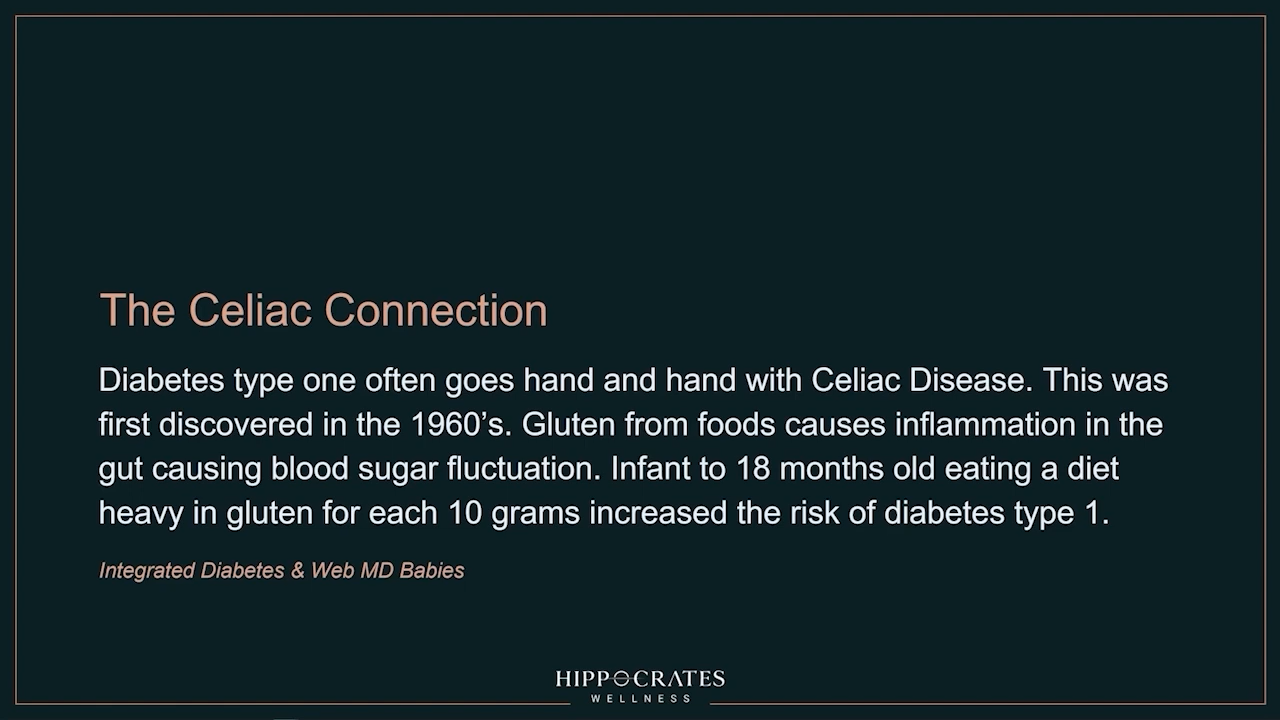 The Celiac Connection
Diabetes type one often goes hand and hand with Celiac Disease. This was
first discovered in the 1960’s. Gluten from foods causes inflammation in the
gut causing blood sugar fluctuation. Infant to 18 months old eating a diet
heavy in gluten for each 10 grams increased the risk of diabetes type 1.
Integrated Diabetes & Web MD Babies
HIPPOCRATES
WELLNESS